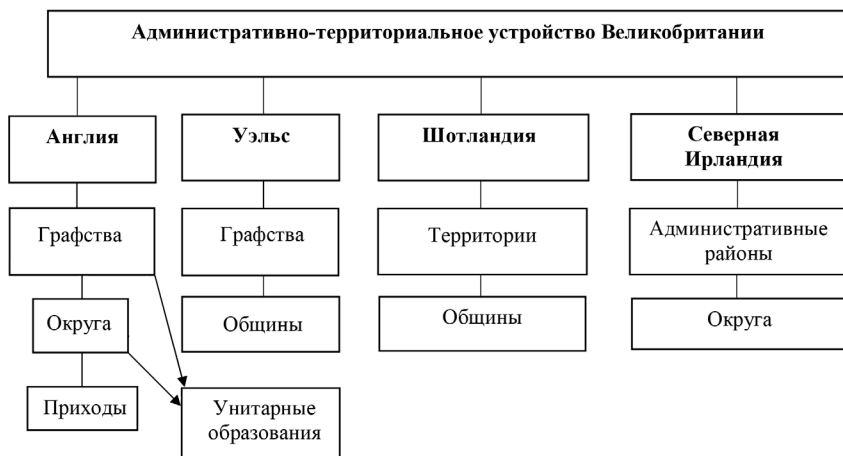 Административно-территориальное устройство Великобритании
Англия
Уэльс
Шотландия
Северная
Ирландия
Графства
Графства
Территории
Административные
районы
Округа
Общины
Общины
Округа
Приходы
Унитарные
образования